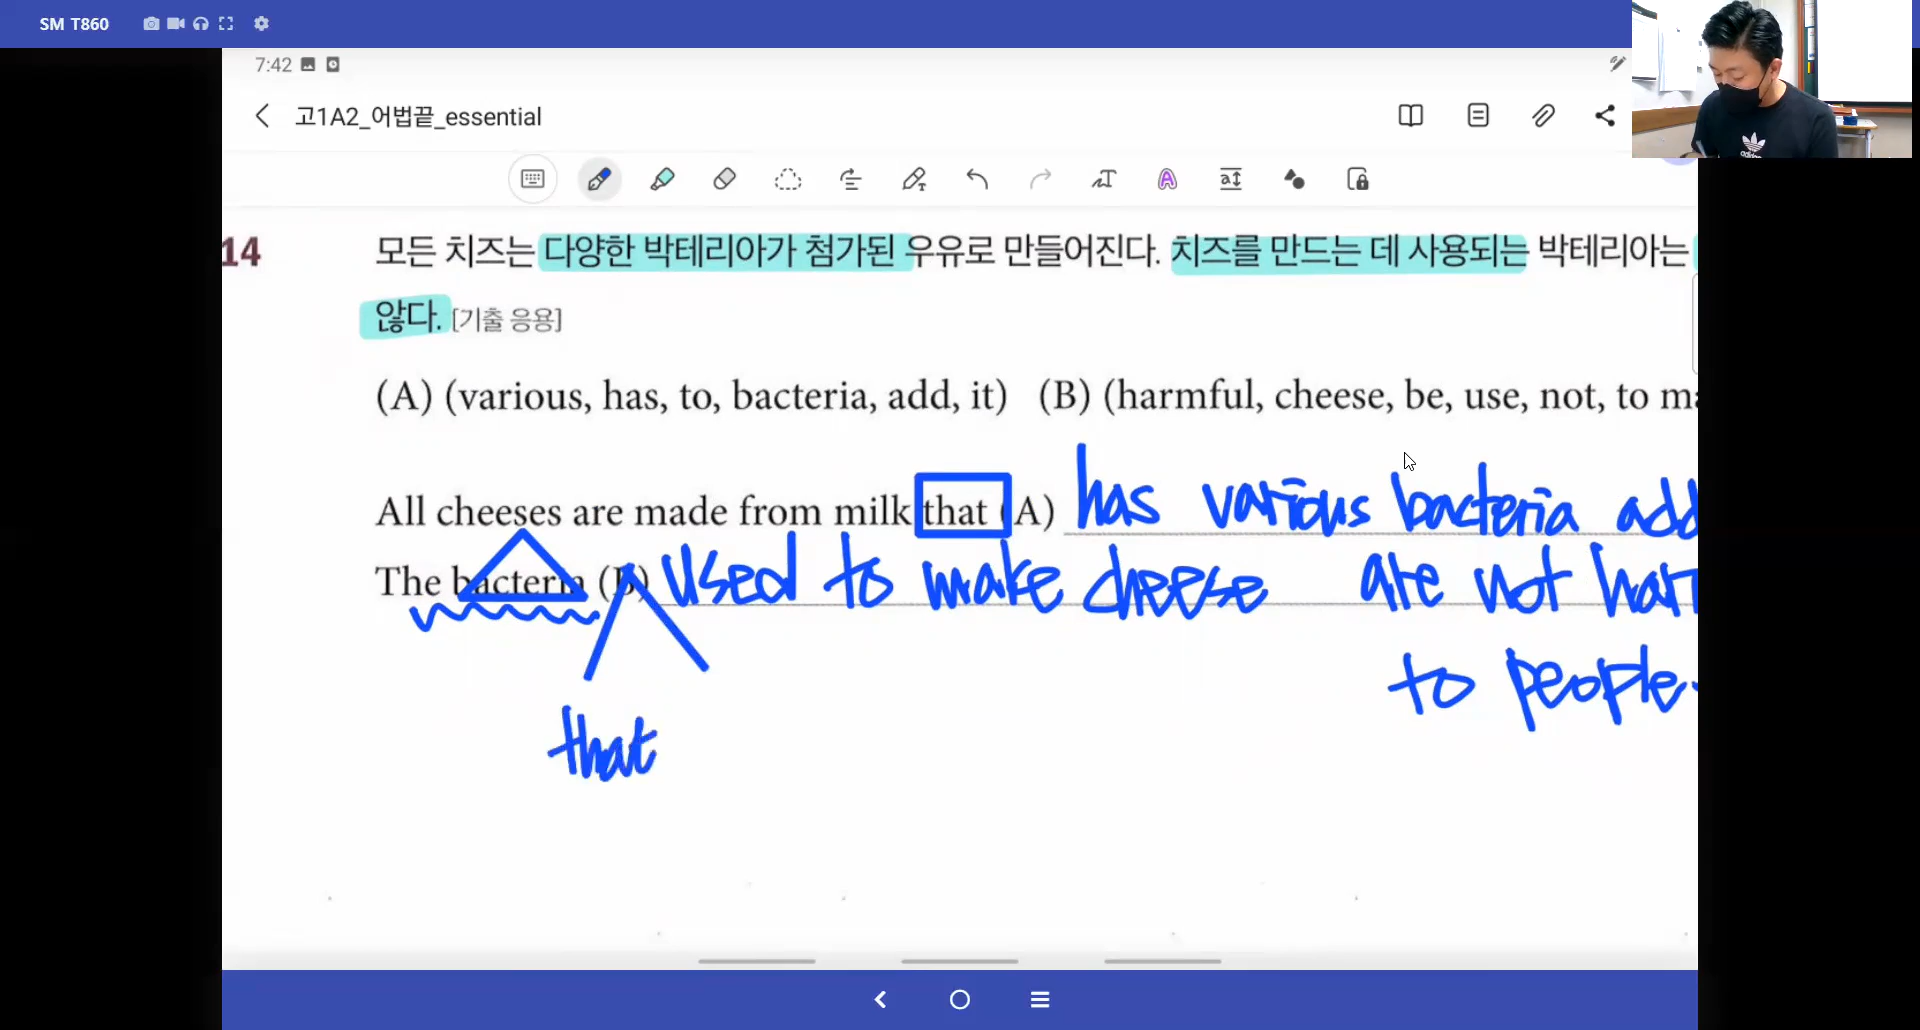 SM T860
7:42
고1A2_어법끝_essential
14 모든 치즈는 다양한 박테리아가 첨가된 우유로 만들어진다. 치즈를 만드는 데 사용되는 박테리아는
않다. [기출 응용]
(A) (various, has, to, bacteria, add, it) (B) (harmful, cheese, be, use, not, to ma
All cheeses are made from milk that (A) has various bacteria add
The bacteria (B) used to make cheese are not har
to people.
that
adidas